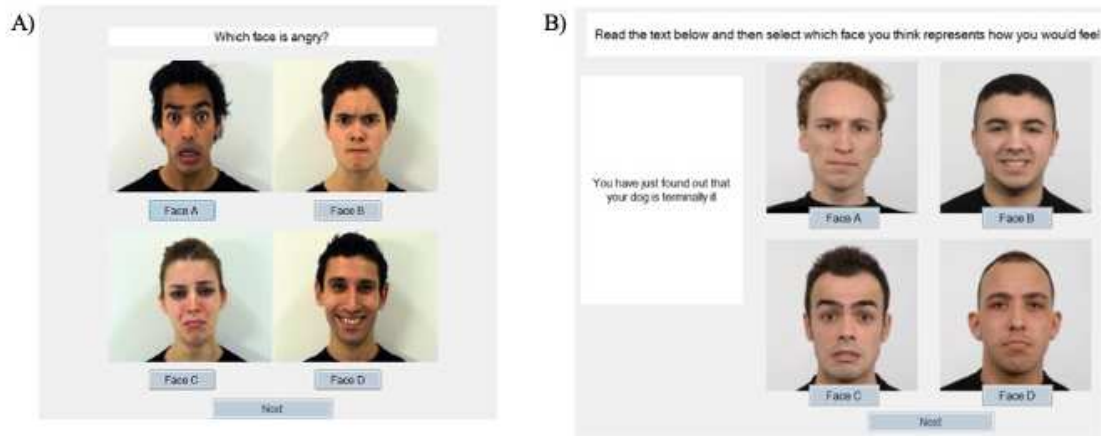 A)
Which face is angry?
Face A
Face B
Face C
Face D
Next
B)
Read the text below and then select which face you think represents how you would feel
You have just found out that
your dog is terminally ill
Face A
Face B
Face C
Face D
Next